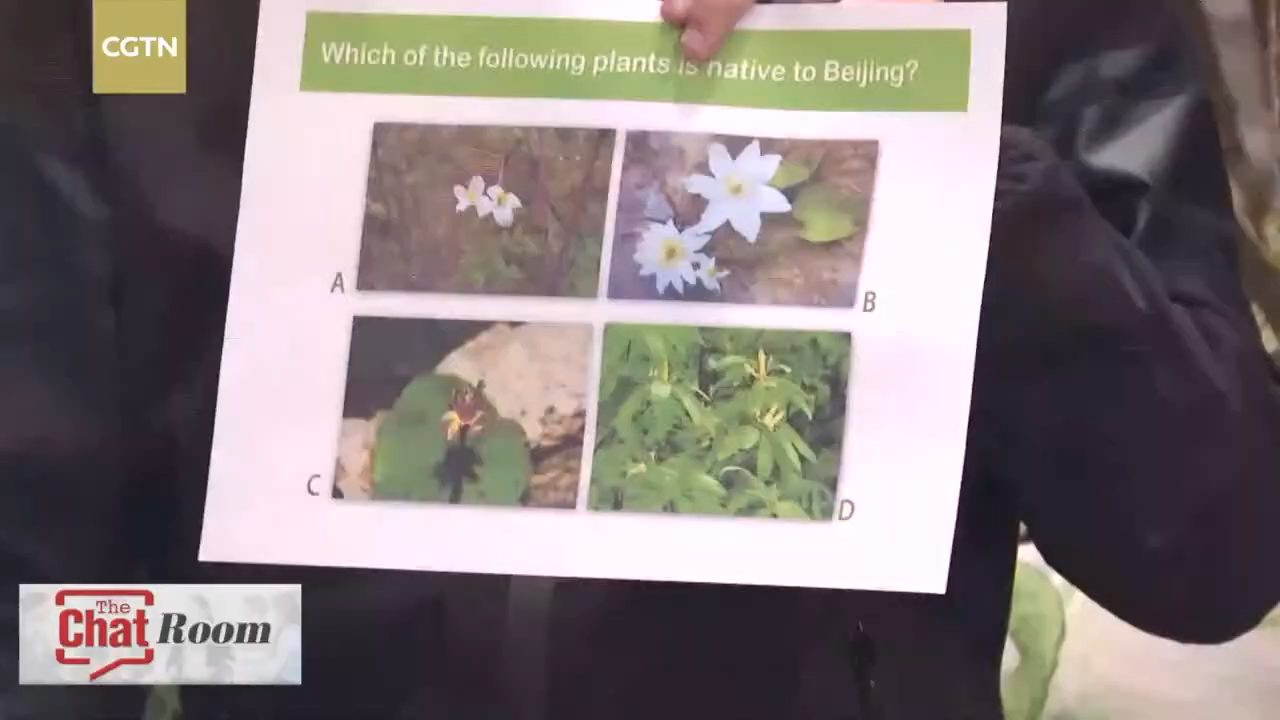 CGTN
Which of the following plants is native to Beijing?
A
B
C
D
The
Chat Room